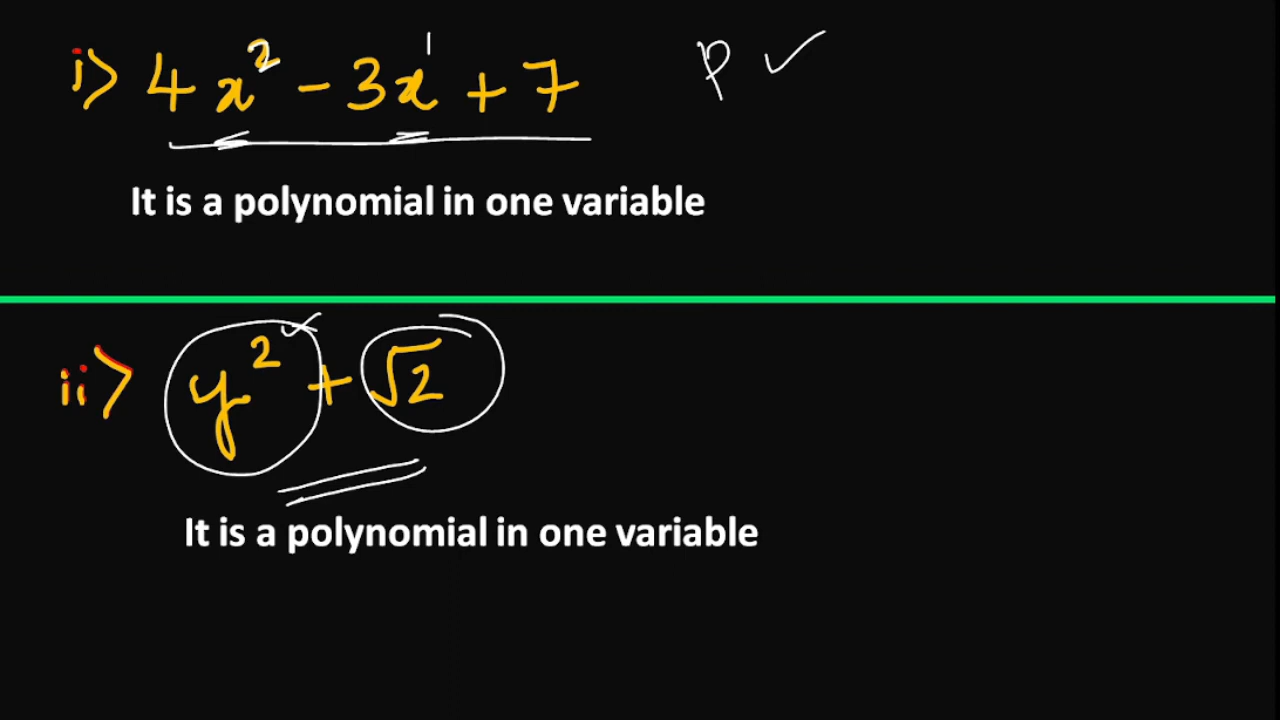 i> 4x² - 3x¹ + 7 P ✓
It is a polynomial in one variable
ii> y² + √2
It is a polynomial in one variable